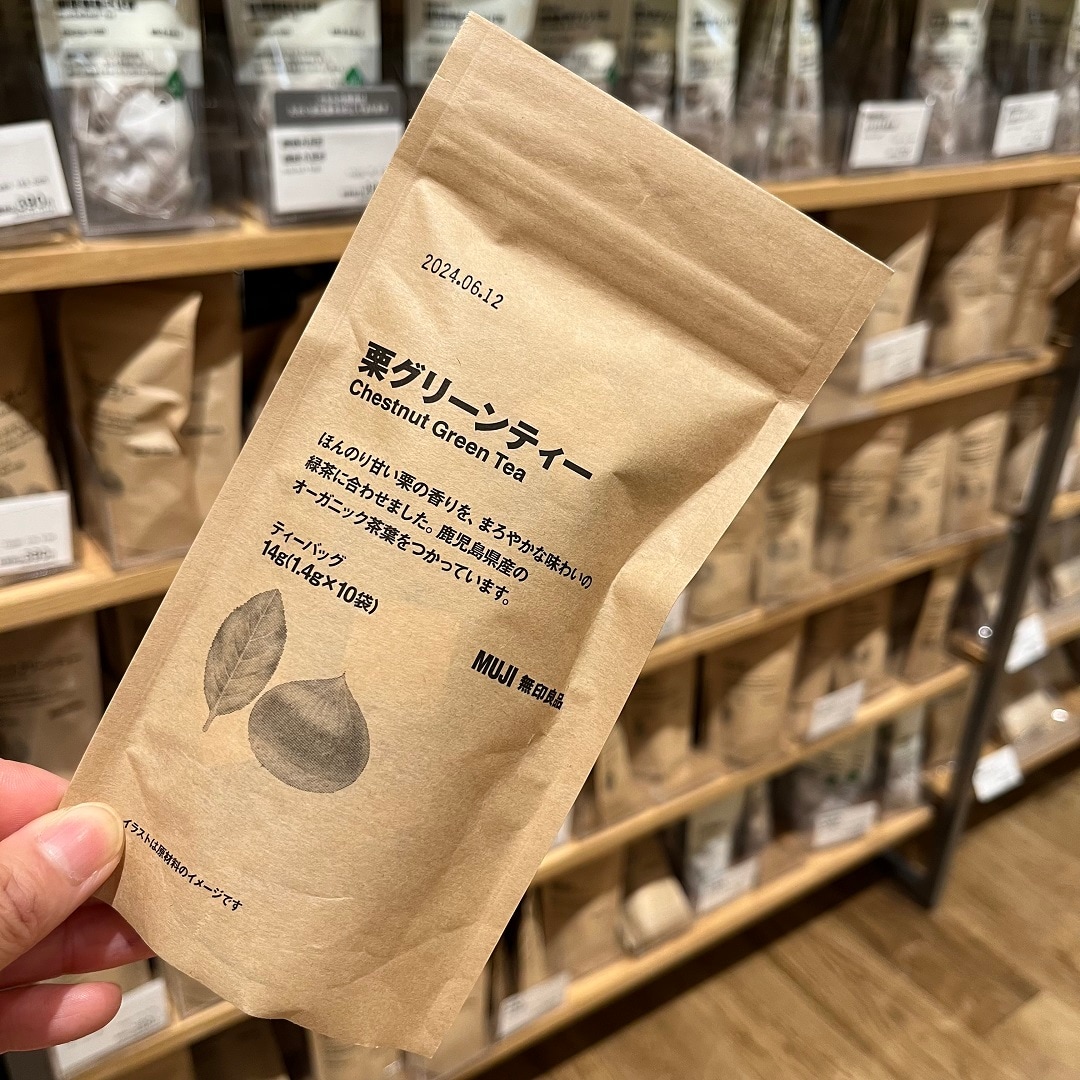 2024.06.12
栗グリーンティー
Chestnut Green Tea
ほんのり甘い栗の香りを、まろやかな味わいの
緑茶に合わせました。鹿児島県産の
オーガニック茶葉をつかっています。
ティーバッグ
14g(1.4g×10袋)
MUJI 無印良品
イラストは原材料のイメージです